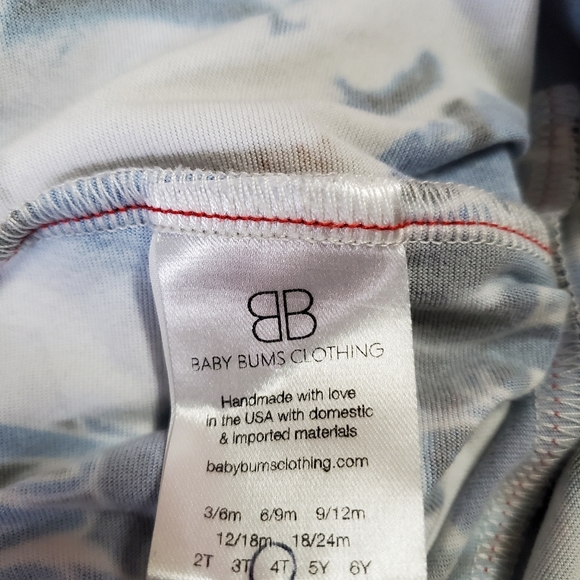 BB
BABY BUMS CLOTHING
Handmade with love
in the USA with domestic
& imported materials
babybumsclothing.com
3/6m 6/9m 9/12m
12/18m 18/24m
2T 3T 4T 5Y 6Y